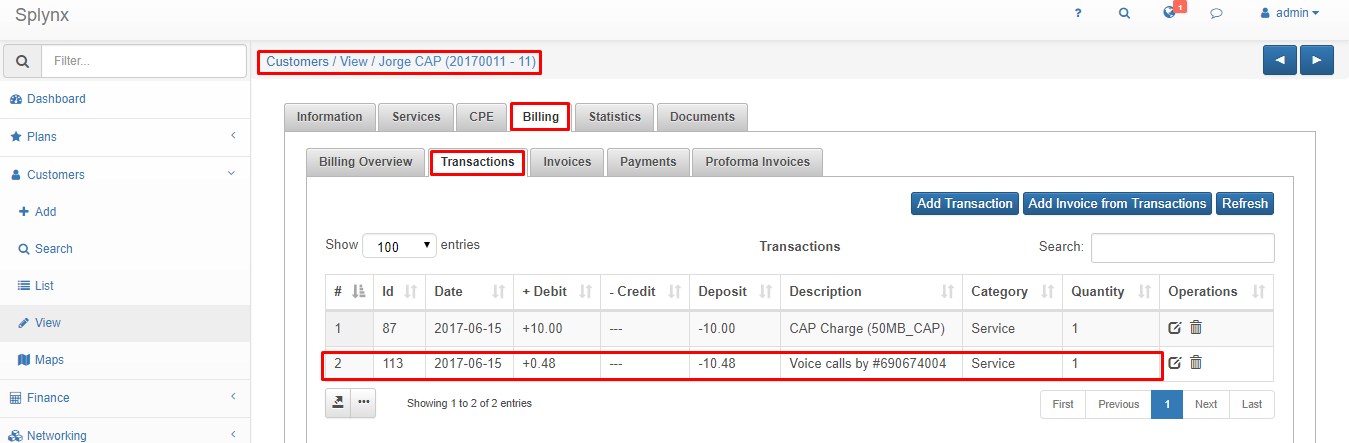 Splynx
?
1
admin
Filter...
Customers / View / Jorge CAP (20170011 - 11)
◄ ►
Dashboard
Plans
Customers
Add
Search
List
View
Maps
Finance
Networking
Information Services CPE Billing Statistics Documents
Billing Overview Transactions Invoices Payments Proforma Invoices
Add Transaction Add Invoice from Transactions Refresh
Show 100 entries Transactions Search:
# Id Date + Debit - Credit Deposit Description Category Quantity Operations
1 87 2017-06-15 +10.00 --- -10.00 CAP Charge (50MB_CAP) Service 1
2 113 2017-06-15 +0.48 --- -10.48 Voice calls by #690674004 Service 1
Showing 1 to 2 of 2 entries First Previous 1 Next Last